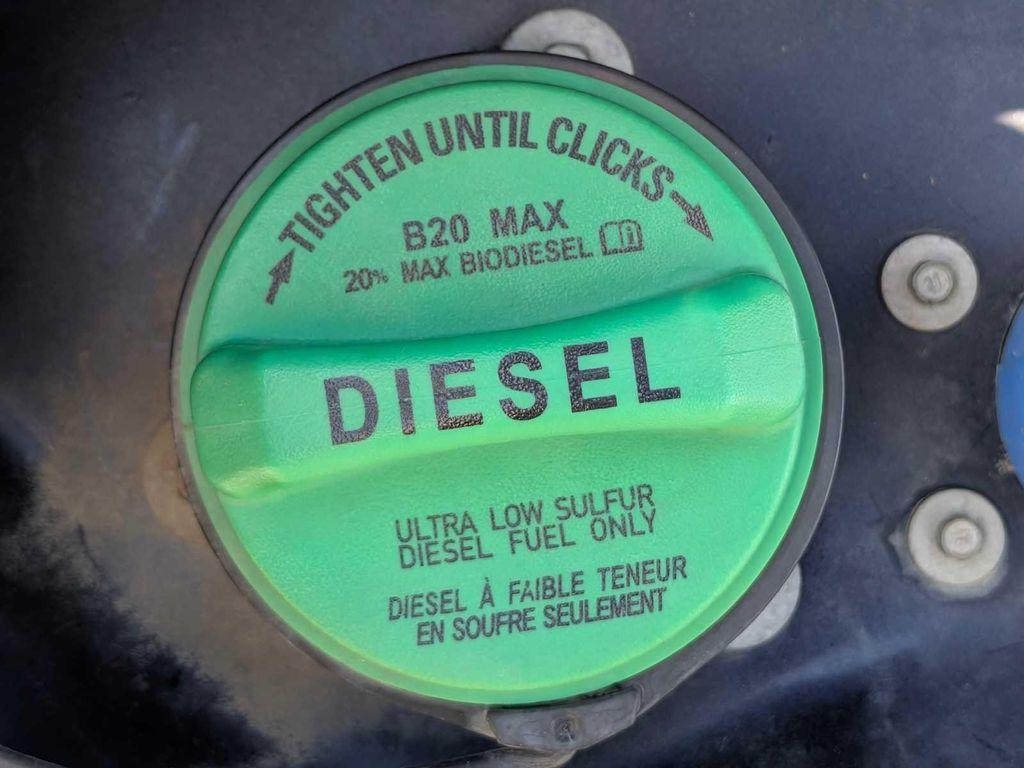 TIGHTEN UNTIL CLICKS
B20 MAX
20% MAX BIODIESEL
DIESEL
ULTRA LOW SULFUR
DIESEL FUEL ONLY
DIESEL À FAIBLE TENEUR
EN SOUFRE SEULEMENT